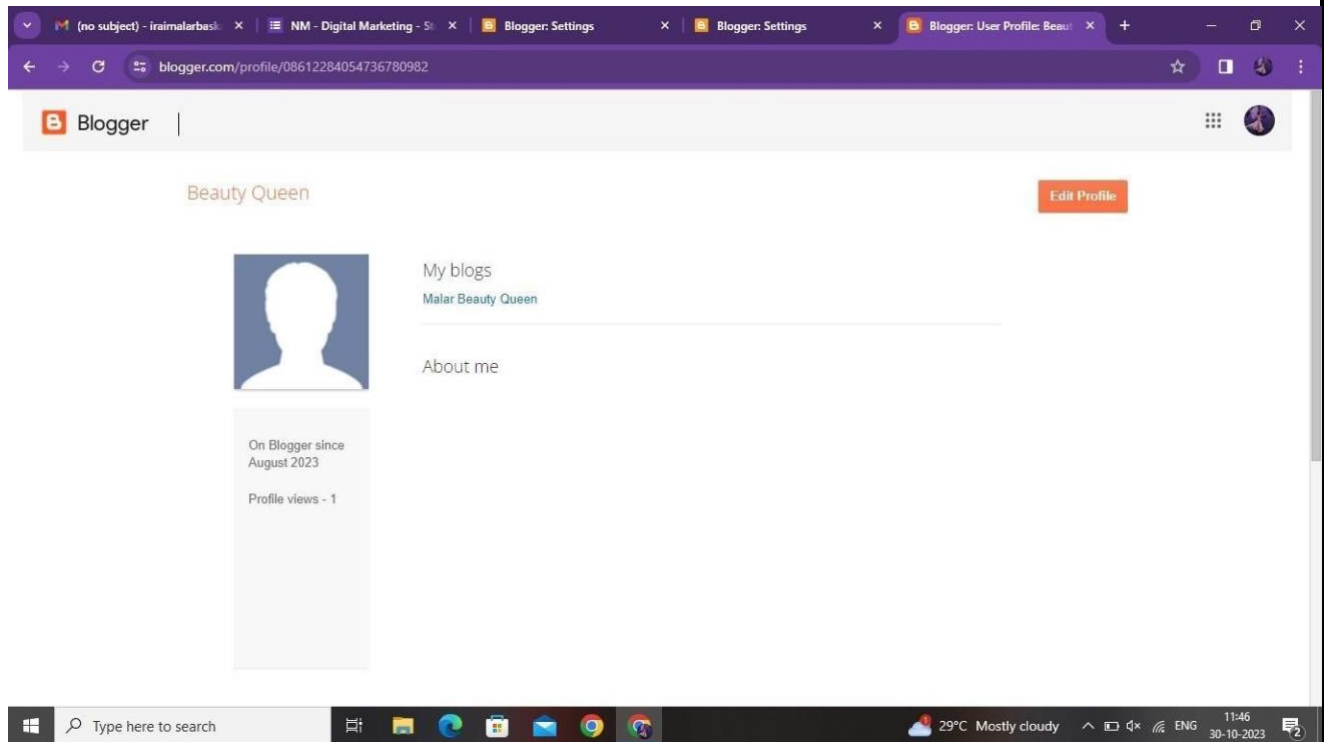 (no subject) - iraimalarbask
NM - Digital Marketing - St
Blogger: Settings
Blogger: Settings
Blogger: User Profile: Beaut
blogger.com/profile/08612284054736780982
Blogger
Beauty Queen
Edit Profile
My blogs
Malar Beauty Queen
About me
On Blogger since
August 2023
Profile views - 1
Type here to search
29°C Mostly cloudy
ENG
11:46
30-10-2023
2